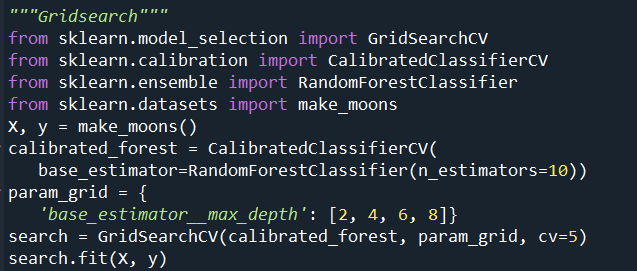 """Gridsearch"""
from sklearn.model_selection import GridSearchCV
from sklearn.calibration import CalibratedClassifierCV
from sklearn.ensemble import RandomForestClassifier
from sklearn.datasets import make_moons
X, y = make_moons()
calibrated_forest = CalibratedClassifierCV(
   base_estimator=RandomForestClassifier(n_estimators=10))
param_grid = {
   'base_estimator__max_depth': [2, 4, 6, 8]}
search = GridSearchCV(calibrated_forest, param_grid, cv=5)
search.fit(X, y)